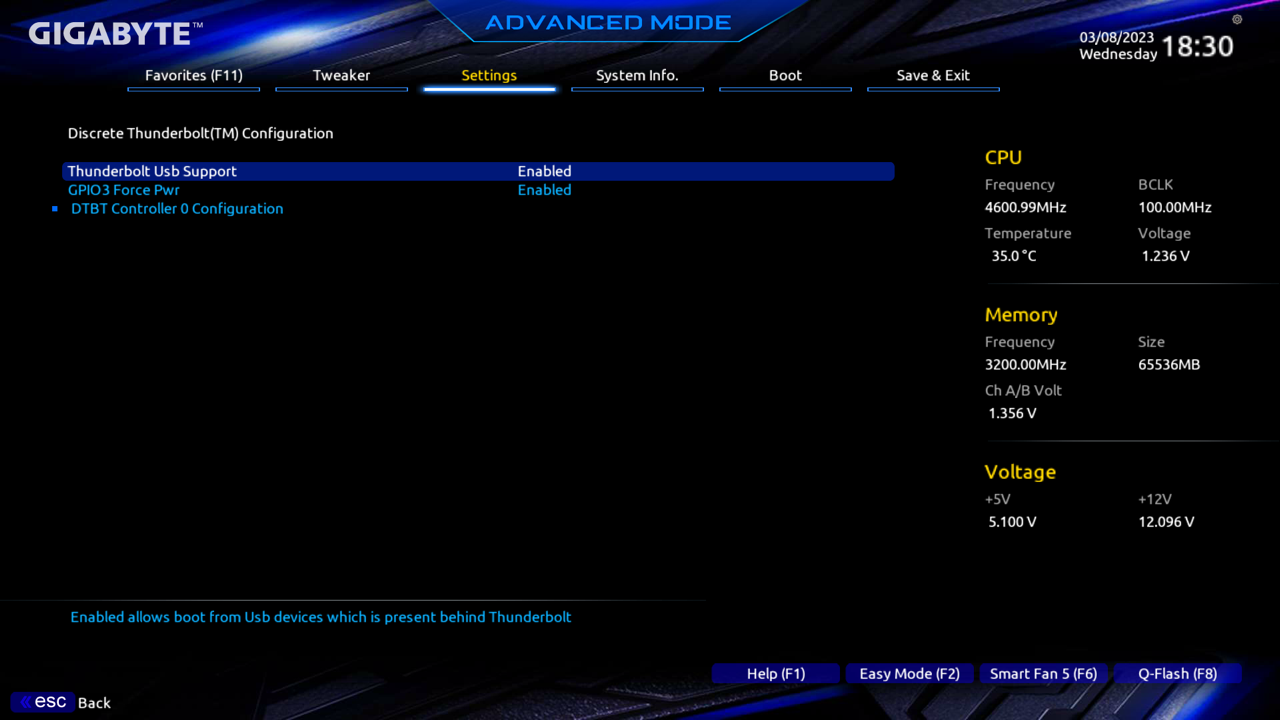 GIGABYTE™
ADVANCED MODE
03/08/2023
Wednesday
18:30
Favorites (F11)
Tweaker
Settings
System Info.
Boot
Save & Exit
Discrete Thunderbolt(TM) Configuration
Thunderbolt Usb Support Enabled
GPIO3 Force Pwr Enabled
DTBT Controller 0 Configuration
CPU
Frequency BCLK
4600.99MHz 100.00MHz
Temperature Voltage
35.0 °C 1.236 V
Memory
Frequency Size
3200.00MHz 65536MB
Ch A/B Volt
1.356 V
Voltage
+5V +12V
5.100 V 12.096 V
Enabled allows boot from Usb devices which is present behind Thunderbolt
Help (F1)
Easy Mode (F2)
Smart Fan 5 (F6)
Q-Flash (F8)
esc Back